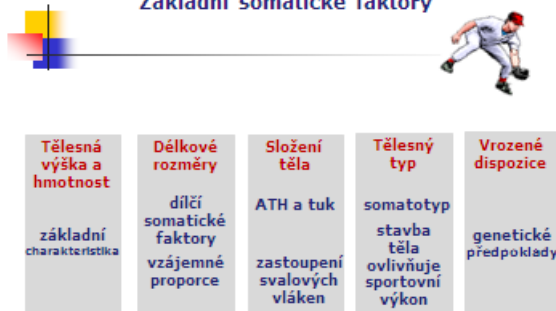 Základní somatické faktory
Tělesná
výška a
hmotnost
základní
charakteristika
Délkové
rozměry
dílčí
somatické
faktory
vzájemné
proporce
Složení
těla
ATH a tuk
zastoupení
svalových
vláken
Tělesný
typ
somatotyp
stavba
těla
ovlivňuje
sportovní
výkon
Vrozené
dispozice
genetické
předpoklady